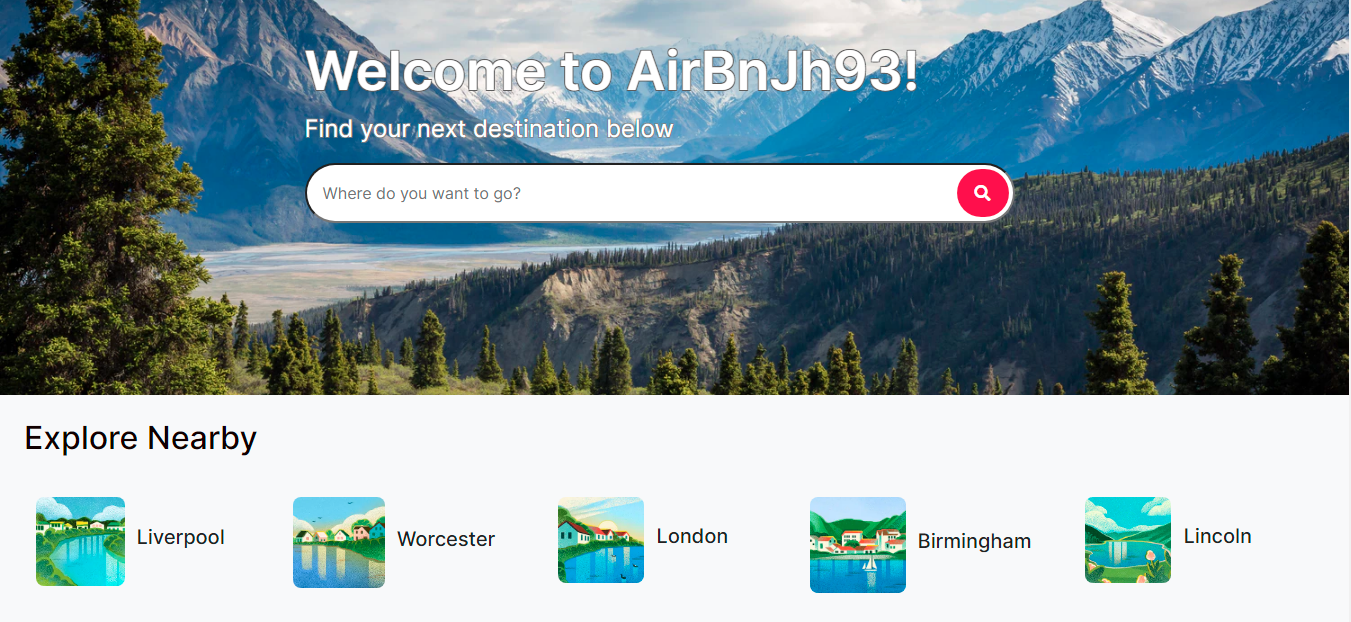 Welcome to AirBnJh93!
Find your next destination below
Where do you want to go?
Explore Nearby
Liverpool
Worcester
London
Birmingham
Lincoln